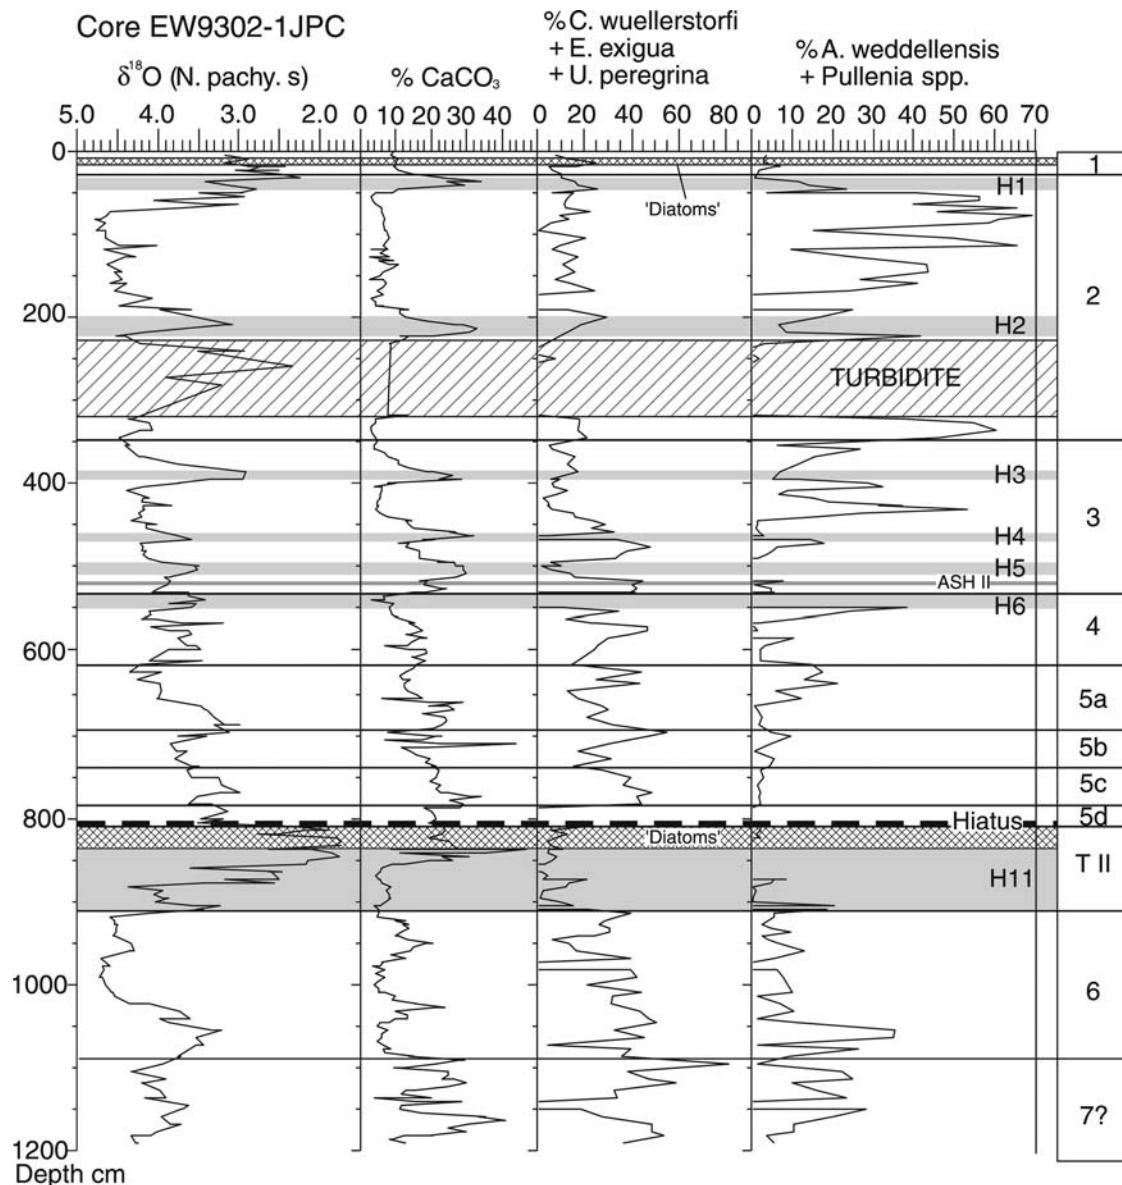 Core EW9302-1JPC
% C. wuellerstorfi
+ E. exigua
+ U. peregrina
% A. weddellensis
+ Pullenia spp.
δ18O (N. pachy. s)
% CaCO3
5.0 4.0 3.0 2.0
0 10 20 30 40
0 20 40 60 80
0 10 20 30 40 50 60 70
0
1
H1
'Diatoms'
2
200
H2
TURBIDITE
400
H3
3
H4
H5
ASH II
H6
4
600
5a
5b
5c
800
Hiatus
5d
'Diatoms'
T II
H11
1000
6
7?
1200
Depth cm